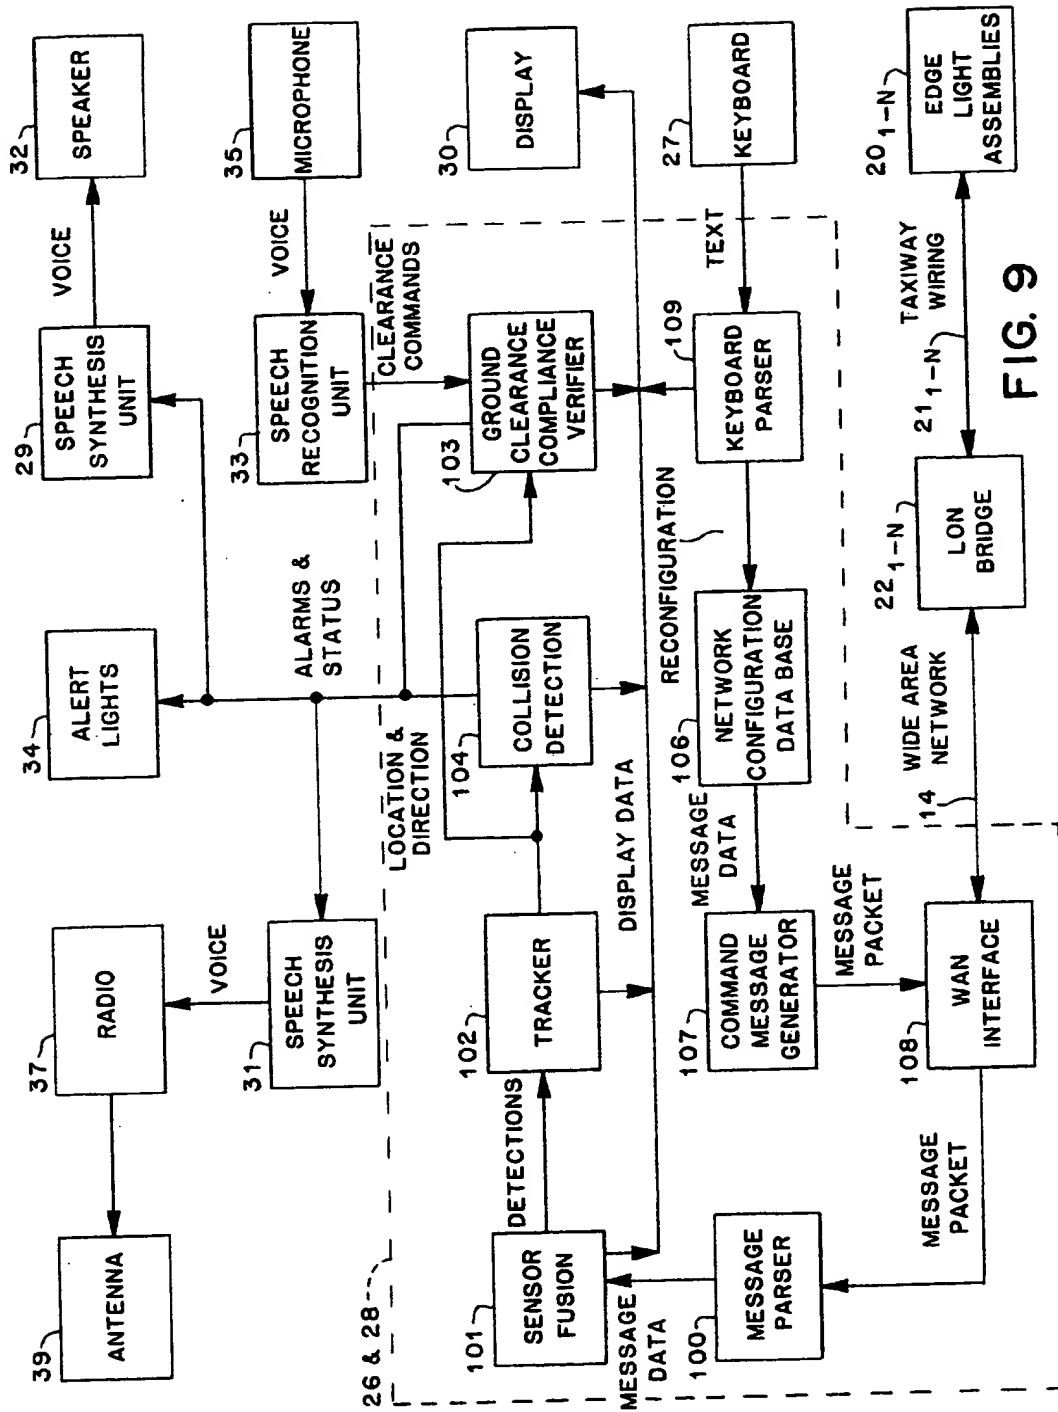 39
ANTENNA
37
RADIO
VOICE
31
SPEECH
SYNTHESIS
UNIT
34
ALERT
LIGHTS
ALARMS &
STATUS
29
SPEECH
SYNTHESIS
UNIT
VOICE
32
SPEAKER
33
SPEECH
RECOGNITION
UNIT
VOICE
35
MICROPHONE
CLEARANCE
COMMANDS
26 & 28
LOCATION &
DIRECTION
101
SENSOR
FUSION
DETECTIONS
102
TRACKER
104
COLLISION
DETECTION
103
GROUND
CLEARANCE
COMPLIANCE
VERIFIER
30
DISPLAY
DISPLAY DATA
MESSAGE
DATA
100
MESSAGE
PARSER
107
COMMAND
MESSAGE
GENERATOR
MESSAGE
DATA
106
NETWORK
CONFIGURATION
DATA BASE
RECONFIGURATION
109
KEYBOARD
PARSER
TEXT
27
KEYBOARD
MESSAGE
PACKET
MESSAGE
PACKET
108
WAN
INTERFACE
14
WIDE AREA
NETWORK
22 1-N
LON
BRIDGE
21 1-N
TAXIWAY
WIRING
20 1-N
EDGE
LIGHT
ASSEMBLIES
FIG. 9